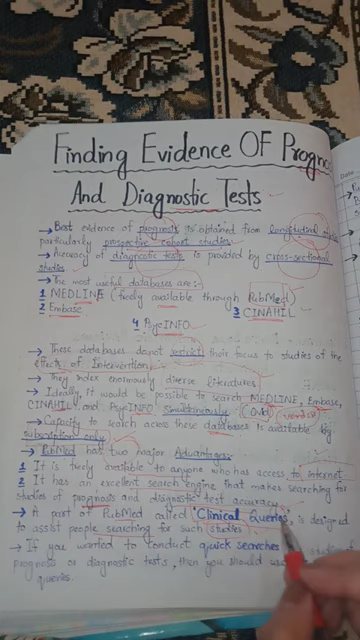 Finding Evidence OF Progno
And Diagnostic Tests
→ Best evidence of prognosis is obtained from longitudinal
particularly prospective cohort studies.
→ Accuracy of diagnostic tests is provided by cross-sectional
studies.
→ The most useful databases are:-
1 MEDLINE (freely available through PubMed)
2 Embase 3 CINAHIL
4 PsycINFO
→ These databases donot restrict their focus to studies of the
effects of Intervention.
→ They index enormously diverse literatures
→ Ideally, it would be possible to search MEDLINE, Embase,
CINAHIL and PsycINFO Simultaneously (Ovid)
→ Capacity to search across these databases is available by
Subscription only
→ PubMed has two major Advantages:
1 It is freely available to anyone who has access to internet
2 It has an excellent search engine that makes searching for
studies of prognosis and diagnostic test accuracy.
→ A part of PubMed called 'Clinical Queries, is designed
to assist people searching for such studies
→ If you wanted to conduct quick searches studies
prognosis or diagnostic tests, then you should use
queries.
Date